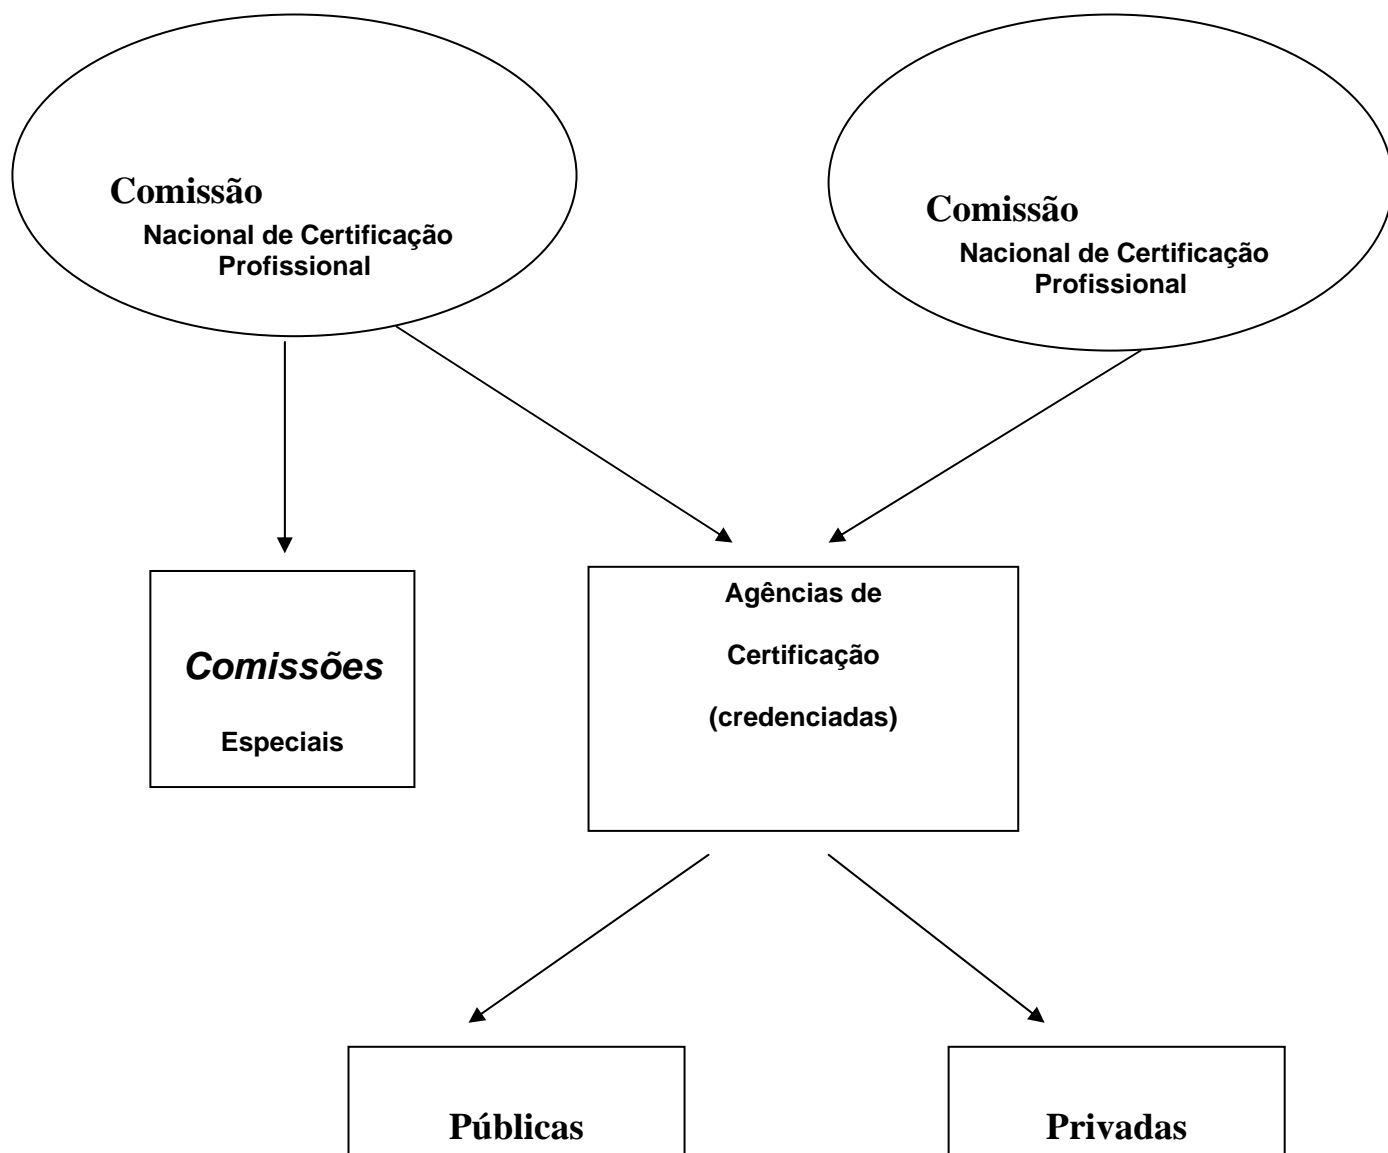 Comissão
Nacional de Certificação
Profissional
Comissão
Nacional de Certificação
Profissional
Comissões
Especiais
Agências de
Certificação
(credenciadas)
Públicas
Privadas